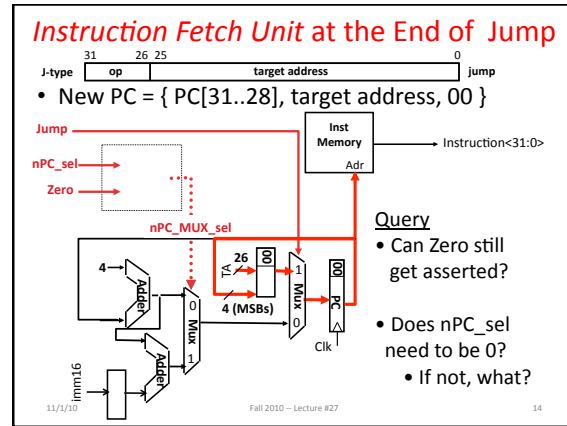 Instruction Fetch Unit at the End of Jump
31 26 25 0
J-type op target address jump
• New PC = { PC[31..28], target address, 00 }
Jump
Inst
Memory
Adr
Instruction<31:0>
nPC_sel
Zero
nPC_MUX_sel
Query
• Can Zero still
get asserted?
• Does nPC_sel
need to be 0?
• If not, what?
4
Adder
TA
26
00
4 (MSBs)
0
Mux
1
1
Mux
0
00
PC
Clk
Adder
imm16
11/1/10
Fall 2010 -- Lecture #27
14